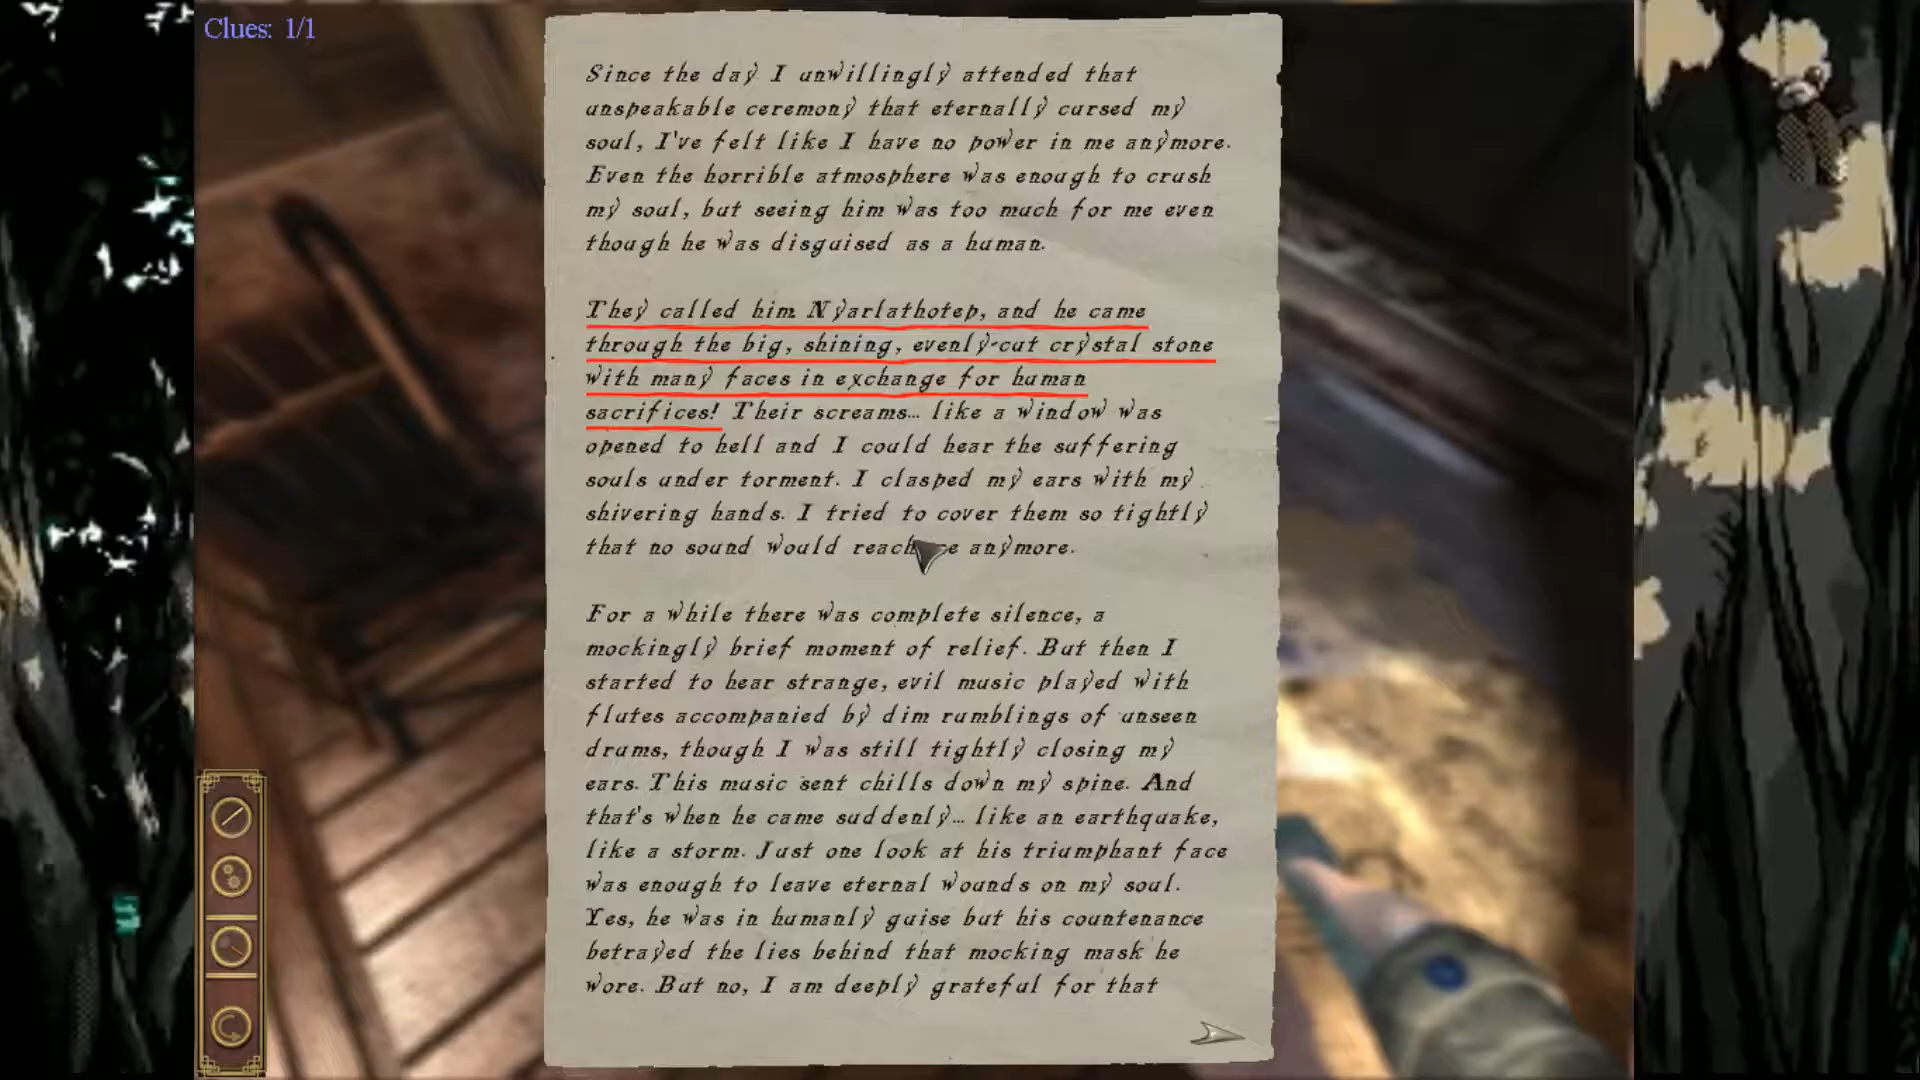 Clues: 1/1
Since the day I unwillingly attended that
unspeakable ceremony that eternally cursed my
soul, I've felt like I have no power in me anymore.
Even the horrible atmosphere was enough to crush
my soul, but seeing him was too much for me even
though he was disguised as a human.
They called him Nyarlathotep, and he came
through the big, shining, evenly-cut crystal stone
with many faces in exchange for human
sacrifices! Their screams... like a window was
opened to hell and I could hear the suffering
souls under torment. I clasped my ears with my
shivering hands. I tried to cover them so tightly
that no sound would reach anymore.
For a while there was complete silence, a
mockingly brief moment of relief. But then I
started to hear strange, evil music played with
flutes accompanied by dim rumblings of unseen
drums, though I was still tightly closing my
ears. This music sent chills down my spine. And
that's when he came suddenly... like an earthquake,
like a storm. Just one look at his triumphant face
was enough to leave eternal wounds on my soul.
Yes, he was in humanly guise but his countenance
betrayed the lies behind that mocking mask he
wore. But no, I am deeply grateful for that